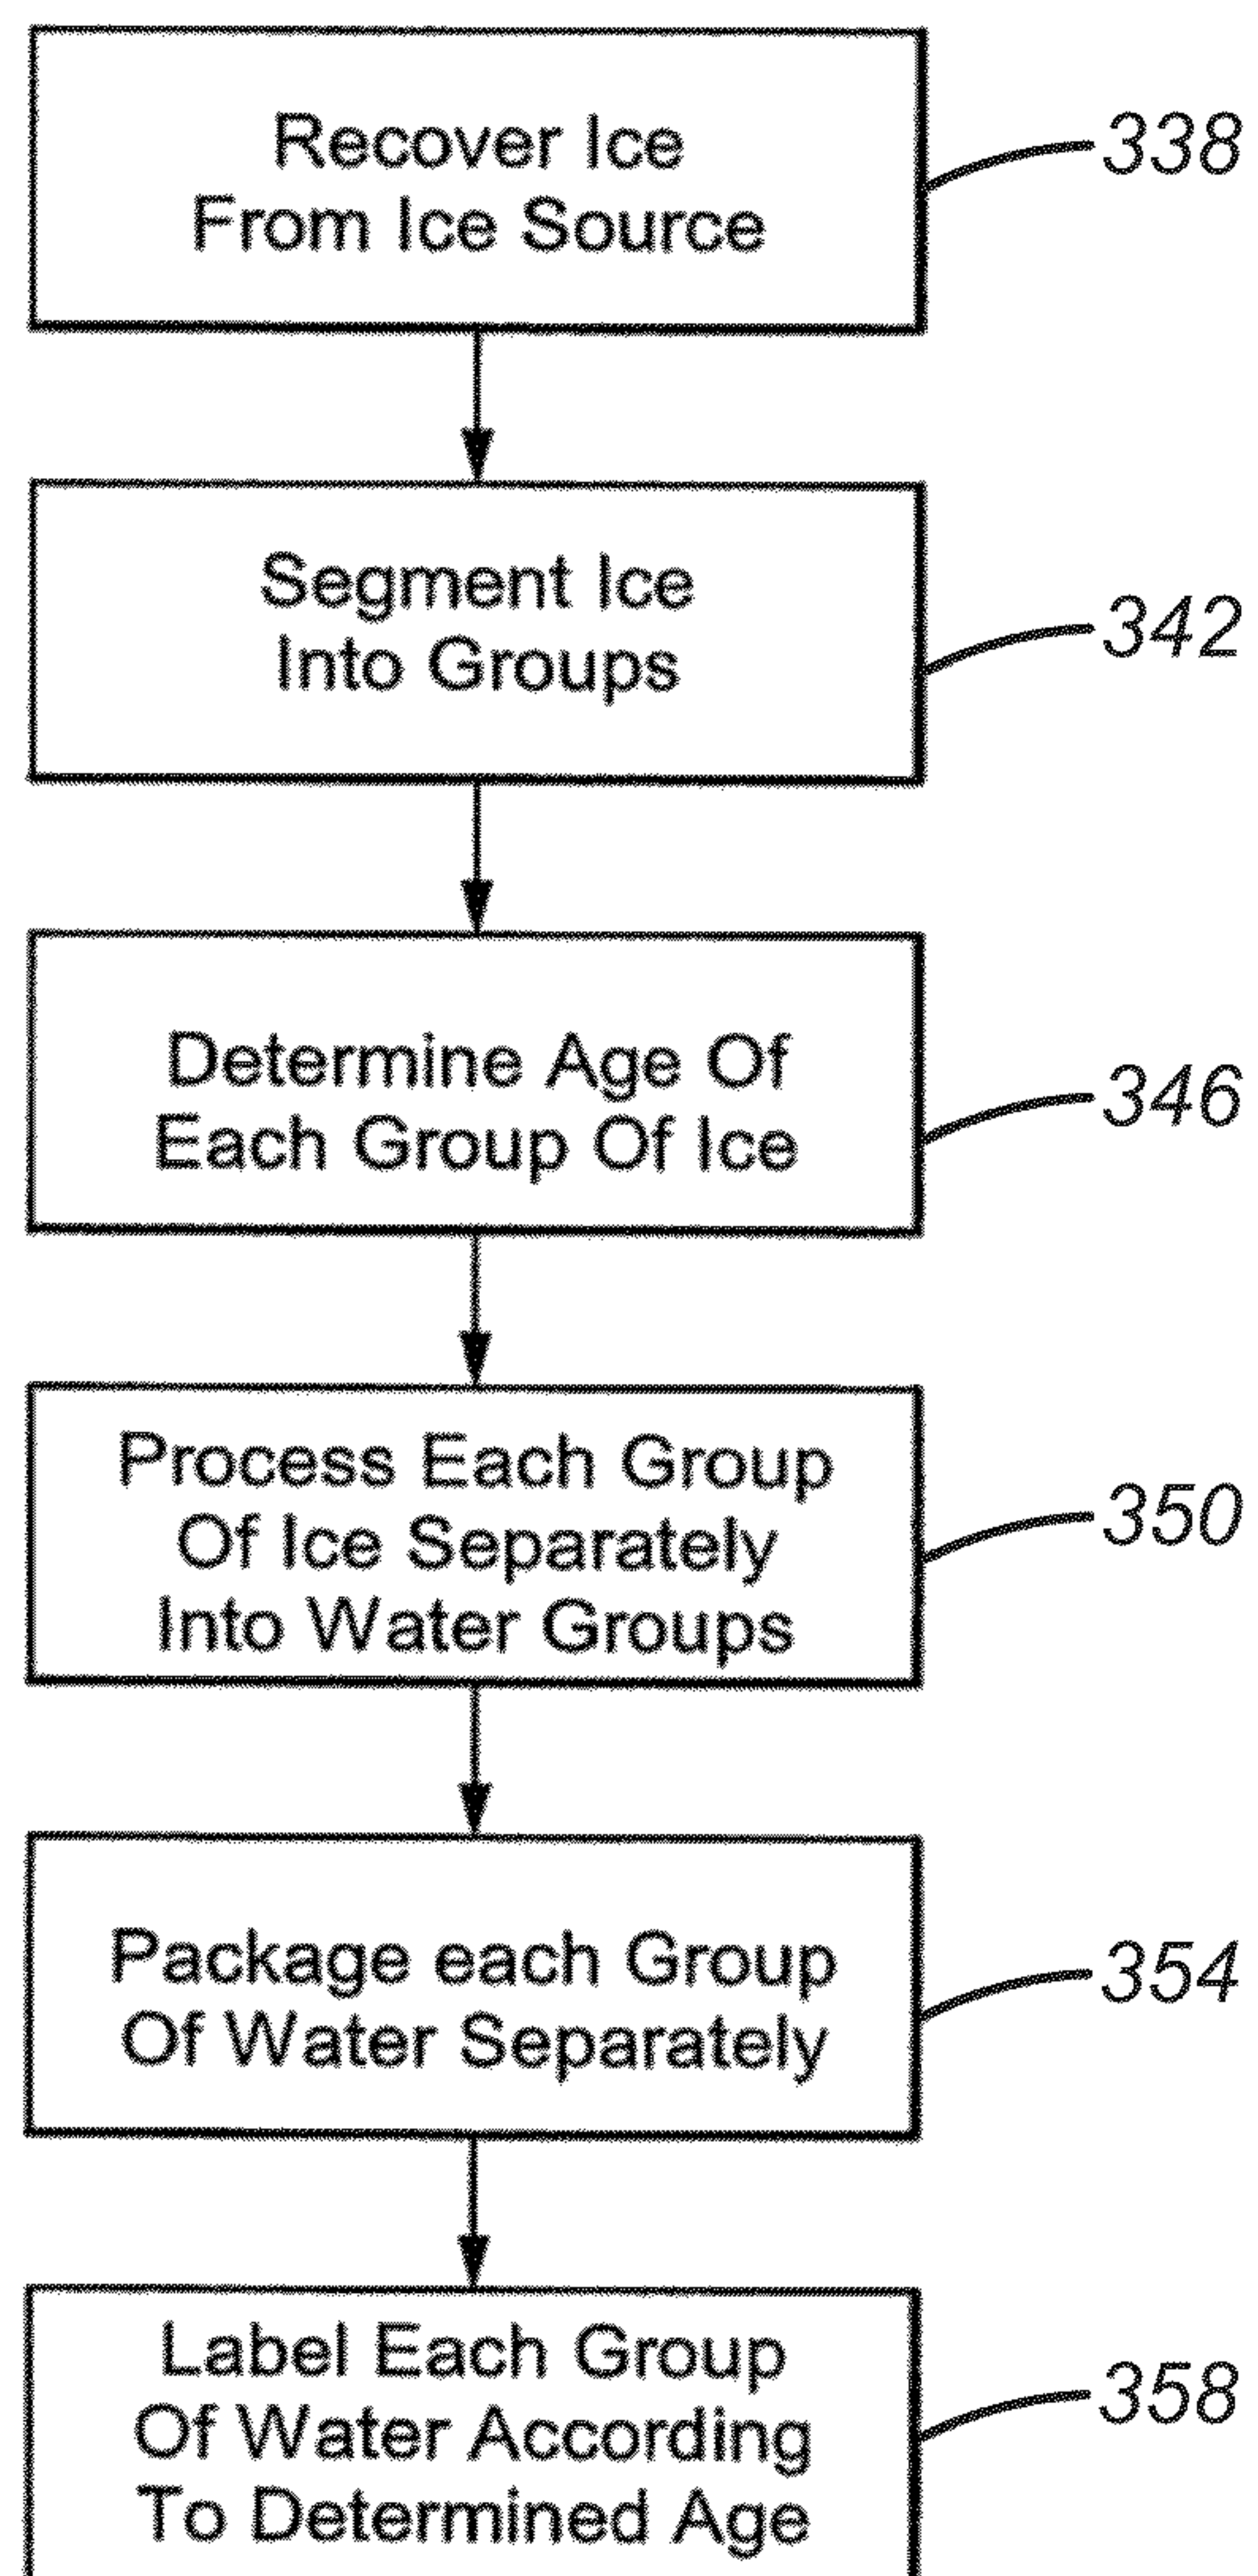 Recover Ice
From Ice Source
338
Segment Ice
Into Groups
342
Determine Age Of
Each Group Of Ice
346
Process Each Group
Of Ice Separately
Into Water Groups
350
Package each Group
Of Water Separately
354
Label Each Group
Of Water According
To Determined Age
358